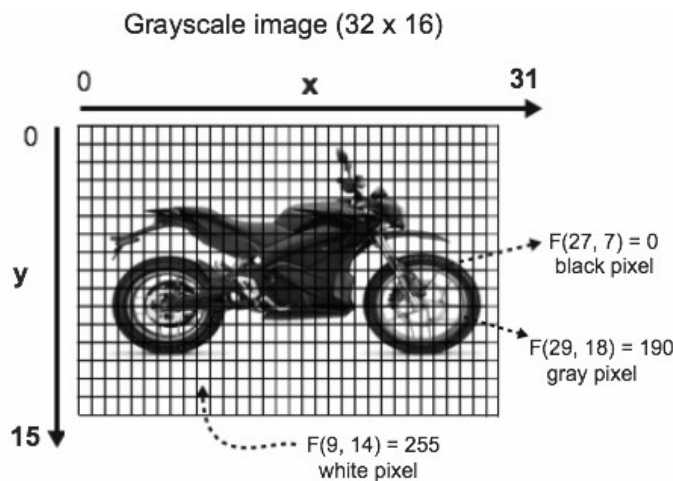 Grayscale image (32 x 16)
0
x
31
0
y
15
F(27, 7) = 0
black pixel
F(29, 18) = 190
gray pixel
F(9, 14) = 255
white pixel